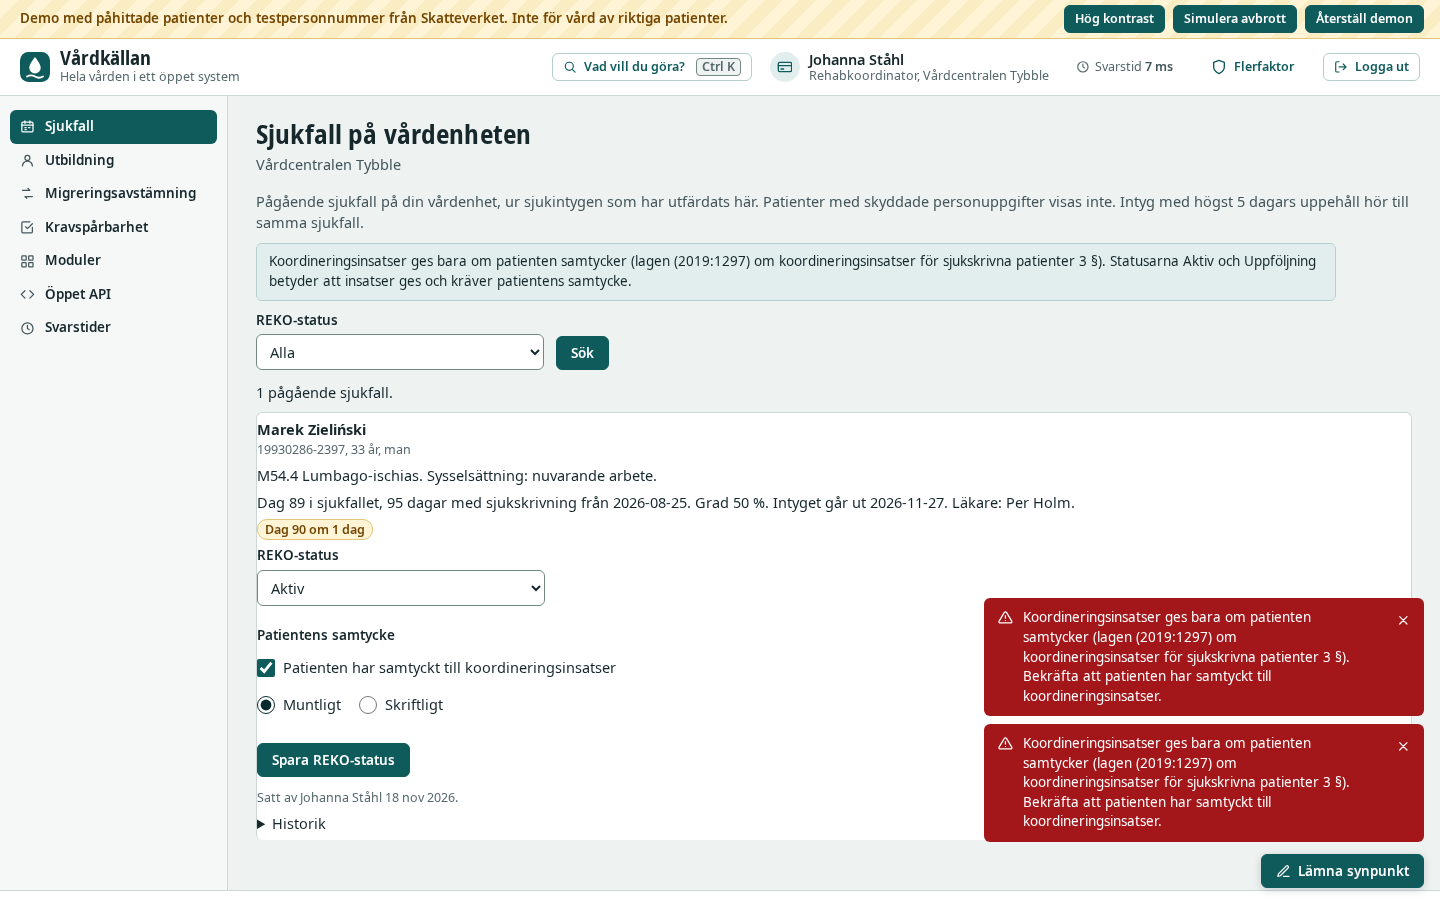 Demo med påhittade patienter och testpersonnummer från Skatteverket. Inte för vård av riktiga patienter.
Hög kontrast
Simulera avbrott
Återställ demon
Vårdkällan
Hela vården i ett öppet system
Vad vill du göra? Ctrl K
Johanna Ståhl
Rehabkoordinator, Vårdcentralen Tybble
Svarstid 7 ms
Flerfaktor
Logga ut
Sjukfall
Utbildning
Migreringsavstämning
Kravspårbarhet
Moduler
Öppet API
Svarstider
Sjukfall på vårdenheten
Vårdcentralen Tybble
Pågående sjukfall på din vårdenhet, ur sjukintygen som har utfärdats här. Patienter med skyddade personuppgifter visas inte. Intyg med högst 5 dagars uppehåll hör till
samma sjukfall.
Koordineringsinsatser ges bara om patienten samtycker (lagen (2019:1297) om koordineringsinsatser för sjukskrivna patienter 3 §). Statusarna Aktiv och Uppföljning
betyder att insatser ges och kräver patientens samtycke.
REKO-status
Alla
Sök
1 pågående sjukfall.
Marek Zieliński
19930286-2397, 33 år, man
M54.4 Lumbago-ischias. Sysselsättning: nuvarande arbete.
Dag 89 i sjukfallet, 95 dagar med sjukskrivning från 2026-08-25. Grad 50 %. Intyget går ut 2026-11-27. Läkare: Per Holm.
Dag 90 om 1 dag
REKO-status
Aktiv
Patientens samtycke
Patienten har samtyckt till koordineringsinsatser
Muntligt
Skriftligt
Spara REKO-status
Satt av Johanna Ståhl 18 nov 2026.
Historik
Koordineringsinsatser ges bara om patienten
samtycker (lagen (2019:1297) om
koordineringsinsatser för sjukskrivna patienter 3 §).
Bekräfta att patienten har samtyckt till
koordineringsinsatser.
Koordineringsinsatser ges bara om patienten
samtycker (lagen (2019:1297) om
koordineringsinsatser för sjukskrivna patienter 3 §).
Bekräfta att patienten har samtyckt till
koordineringsinsatser.
Lämna synpunkt